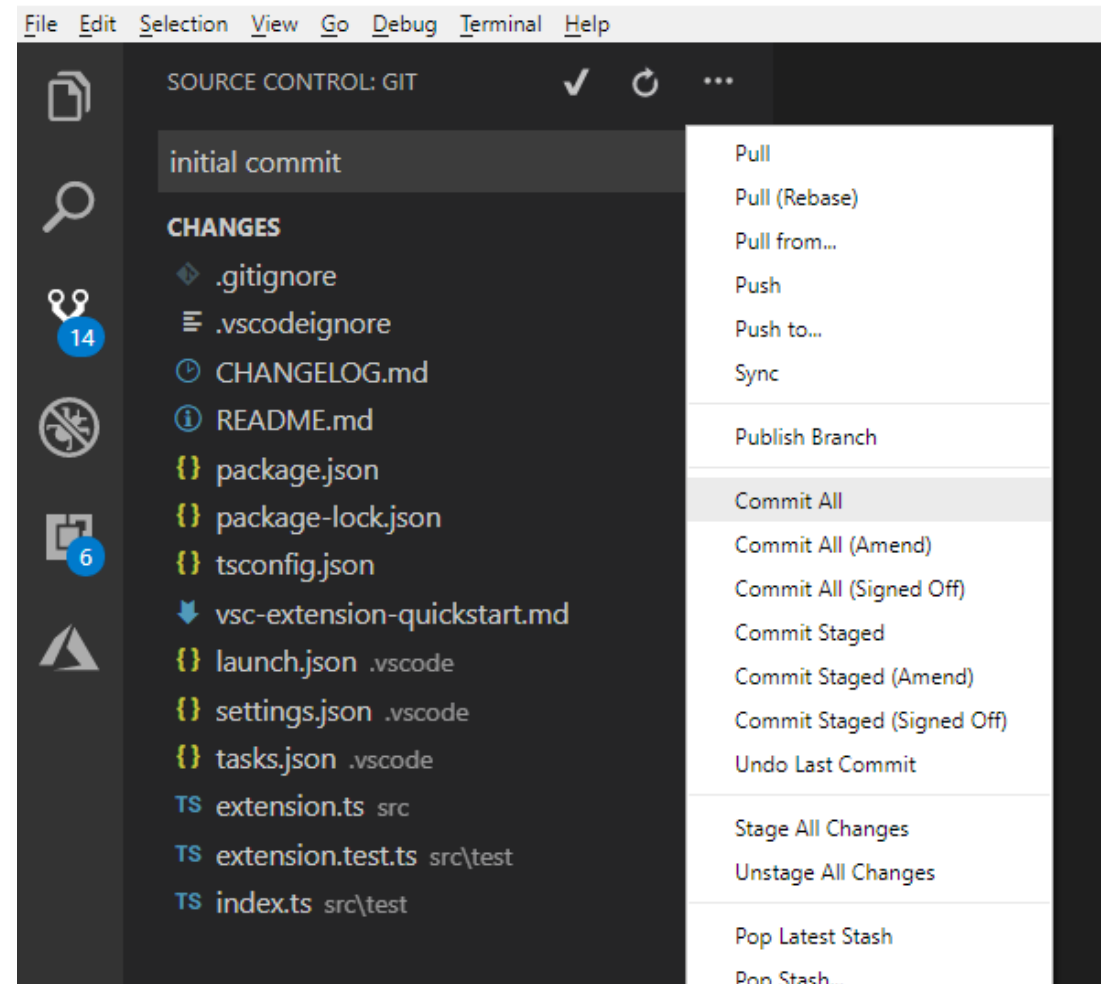 File Edit Selection View Go Debug Terminal Help
SOURCE CONTROL: GIT
initial commit
CHANGES
.gitignore
.vscodeignore
CHANGELOG.md
README.md
{} package.json
{} package-lock.json
{} tsconfig.json
vsc-extension-quickstart.md
{} launch.json .vscode
{} settings.json .vscode
{} tasks.json .vscode
TS extension.ts src
TS extension.test.ts src\test
TS index.ts src\test
14
6
Pull
Pull (Rebase)
Pull from...
Push
Push to...
Sync
Publish Branch
Commit All
Commit All (Amend)
Commit All (Signed Off)
Commit Staged
Commit Staged (Amend)
Commit Staged (Signed Off)
Undo Last Commit
Stage All Changes
Unstage All Changes
Pop Latest Stash
Pop Stash...